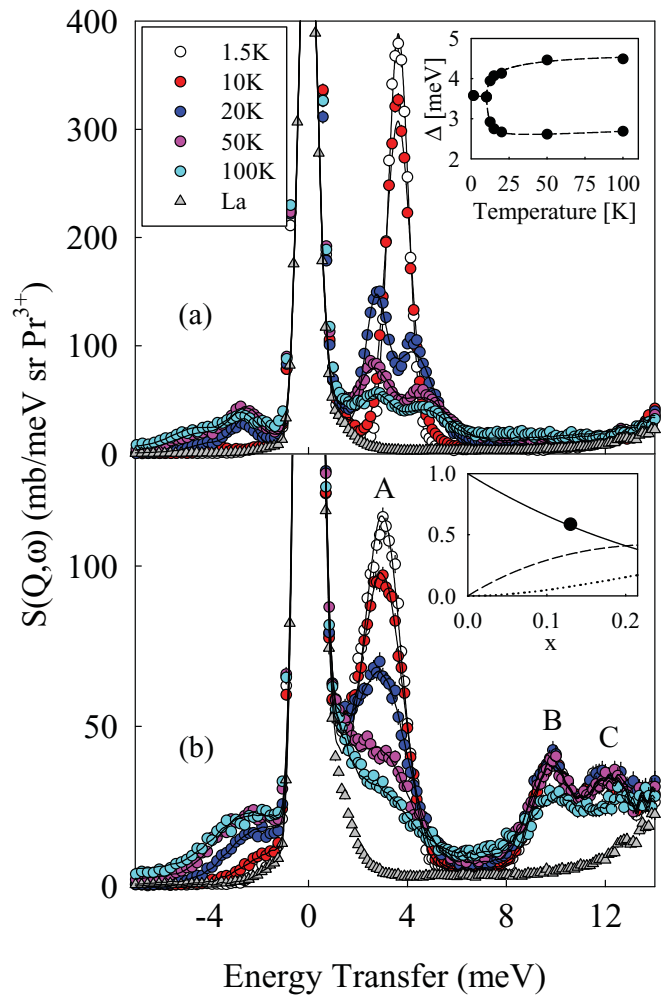 400
300
200
100
0
1.5K
10K
20K
50K
100K
La
(a)
5
4
3
2
Δ [meV]
0 25 50 75 100
Temperature [K]
S(Q,ω) (mb/meV sr Pr³⁺)
A
B
C
(b)
100
50
0
1.0
0.5
0.0
0.0 0.1 0.2
x
-4 0 4 8 12
Energy Transfer (meV)